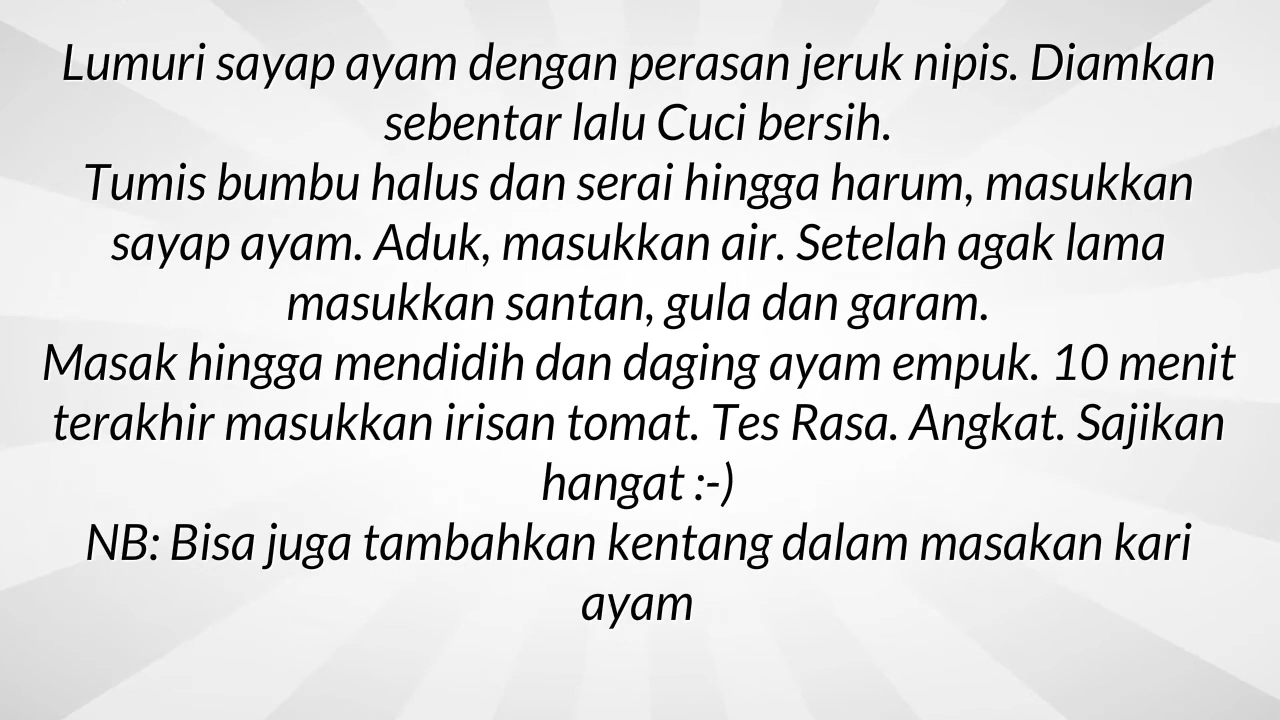 Lumuri sayap ayam dengan perasan jeruk nipis. Diamkan
sebentar lalu Cuci bersih.
Tumis bumbu halus dan serai hingga harum, masukkan
sayap ayam. Aduk, masukkan air. Setelah agak lama
masukkan santan, gula dan garam.
Masak hingga mendidih dan daging ayam empuk. 10 menit
terakhir masukkan irisan tomat. Tes Rasa. Angkat. Sajikan
hangat :-)
NB: Bisa juga tambahkan kentang dalam masakan kari
ayam